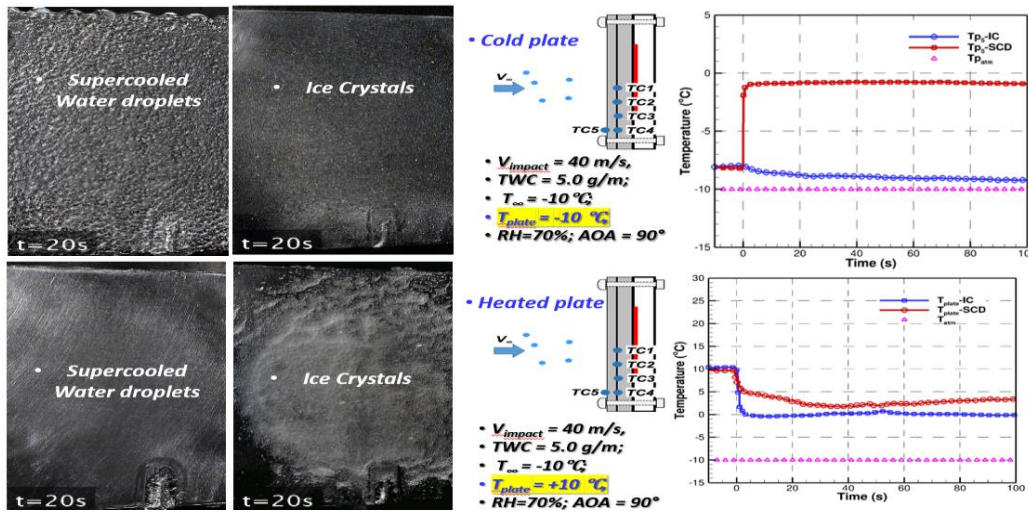 Supercooled
Water droplets
t=20s
Ice Crystals
t=20s
• Cold plate
V∞
TC1
TC2
TC3
TC5 TC4
• Vimpact = 40 m/s,
• TWC = 5.0 g/m;
• T∞ = -10 ℃;
• Tplate = -10 ℃;
• RH=70%; AOA = 90°
Tp5-IC
Tp5-SCD
Tpatm
Temperature (°C)
5
0
-5
-10
-15
0 20 40 60 80 100
Time (s)
Supercooled
Water droplets
t=20s
Ice Crystals
t=20s
• Heated plate
V∞
TC1
TC2
TC3
TC5 TC4
• Vimpact = 40 m/s,
• TWC = 5.0 g/m;
• T∞ = -10 ℃;
• Tplate = +10 ℃;
• RH=70%; AOA = 90°
Tplate-IC
Tplate-SCD
Tatm
Temperature (°C)
30
25
20
15
10
5
0
-5
-10
-15
0 20 40 60 80 100
Time (s)